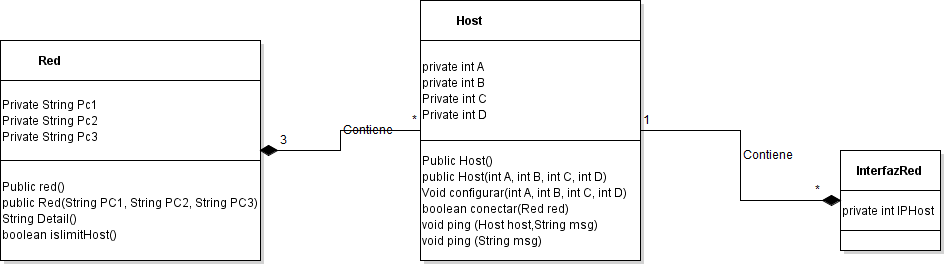 Red
Private String Pc1
Private String Pc2
Private String Pc3
Public red()
public Red(String PC1, String PC2, String PC3)
String Detail()
boolean islimitHost()
3
Contiene
*
Host
private int A
private int B
Private int C
Private int D
Public Host()
public Host(int A, int B, int C, int D)
Void configurar(int A, int B, int C, int D)
boolean conectar(Red red)
void ping (Host host,String msg)
void ping (String msg)
1
Contiene
*
InterfazRed
private int IPHost